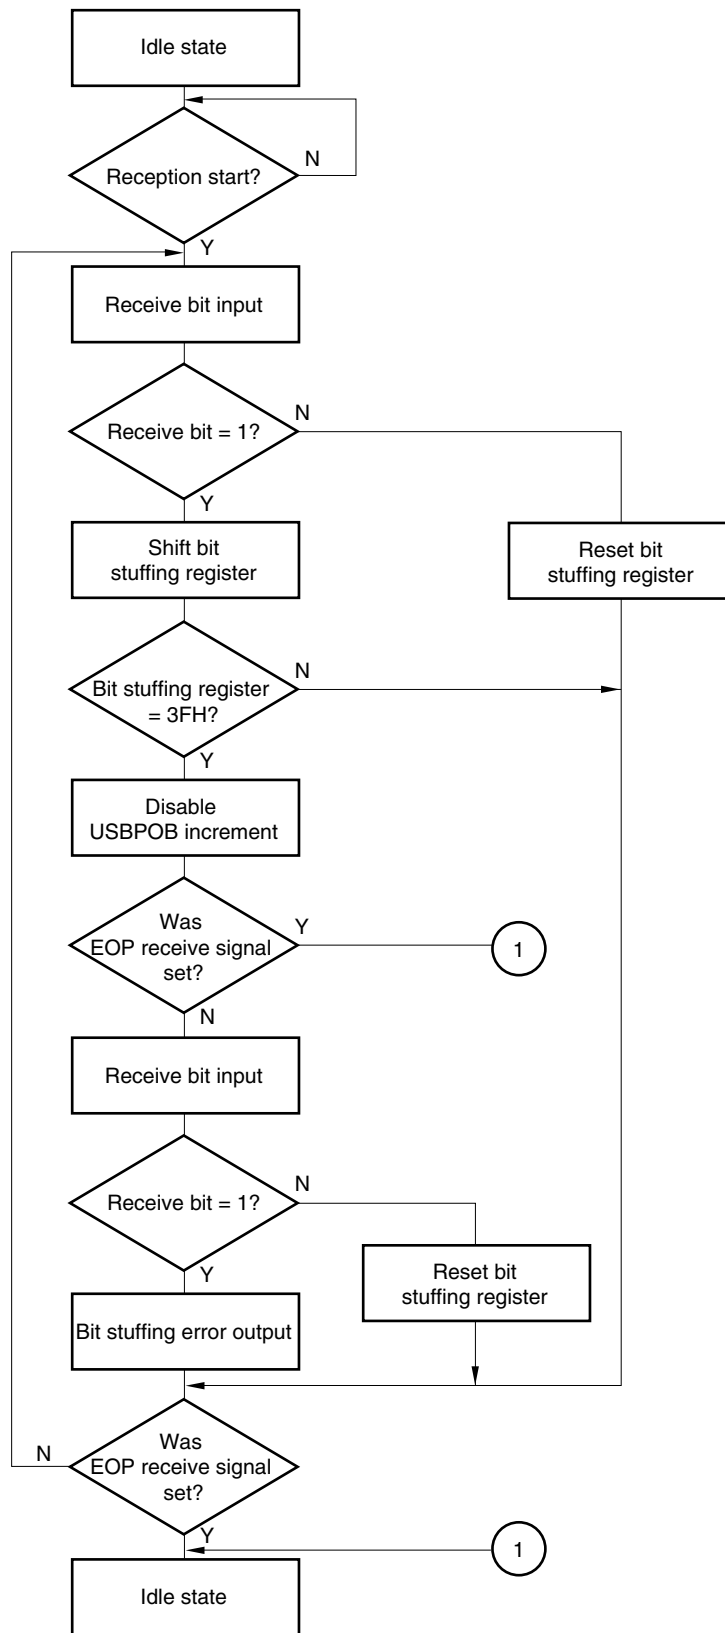 Idle state
Reception start?
N
Y
Receive bit input
Receive bit = 1?
N
Y
Shift bit
stuffing register
Reset bit
stuffing register
Bit stuffing register
= 3FH?
N
Y
Disable
USBPOB increment
Was
EOP receive signal
set?
Y
1
N
Receive bit input
Receive bit = 1?
N
Y
Reset bit
stuffing register
Bit stuffing error output
Was
EOP receive signal
set?
N
Y
1
Idle state